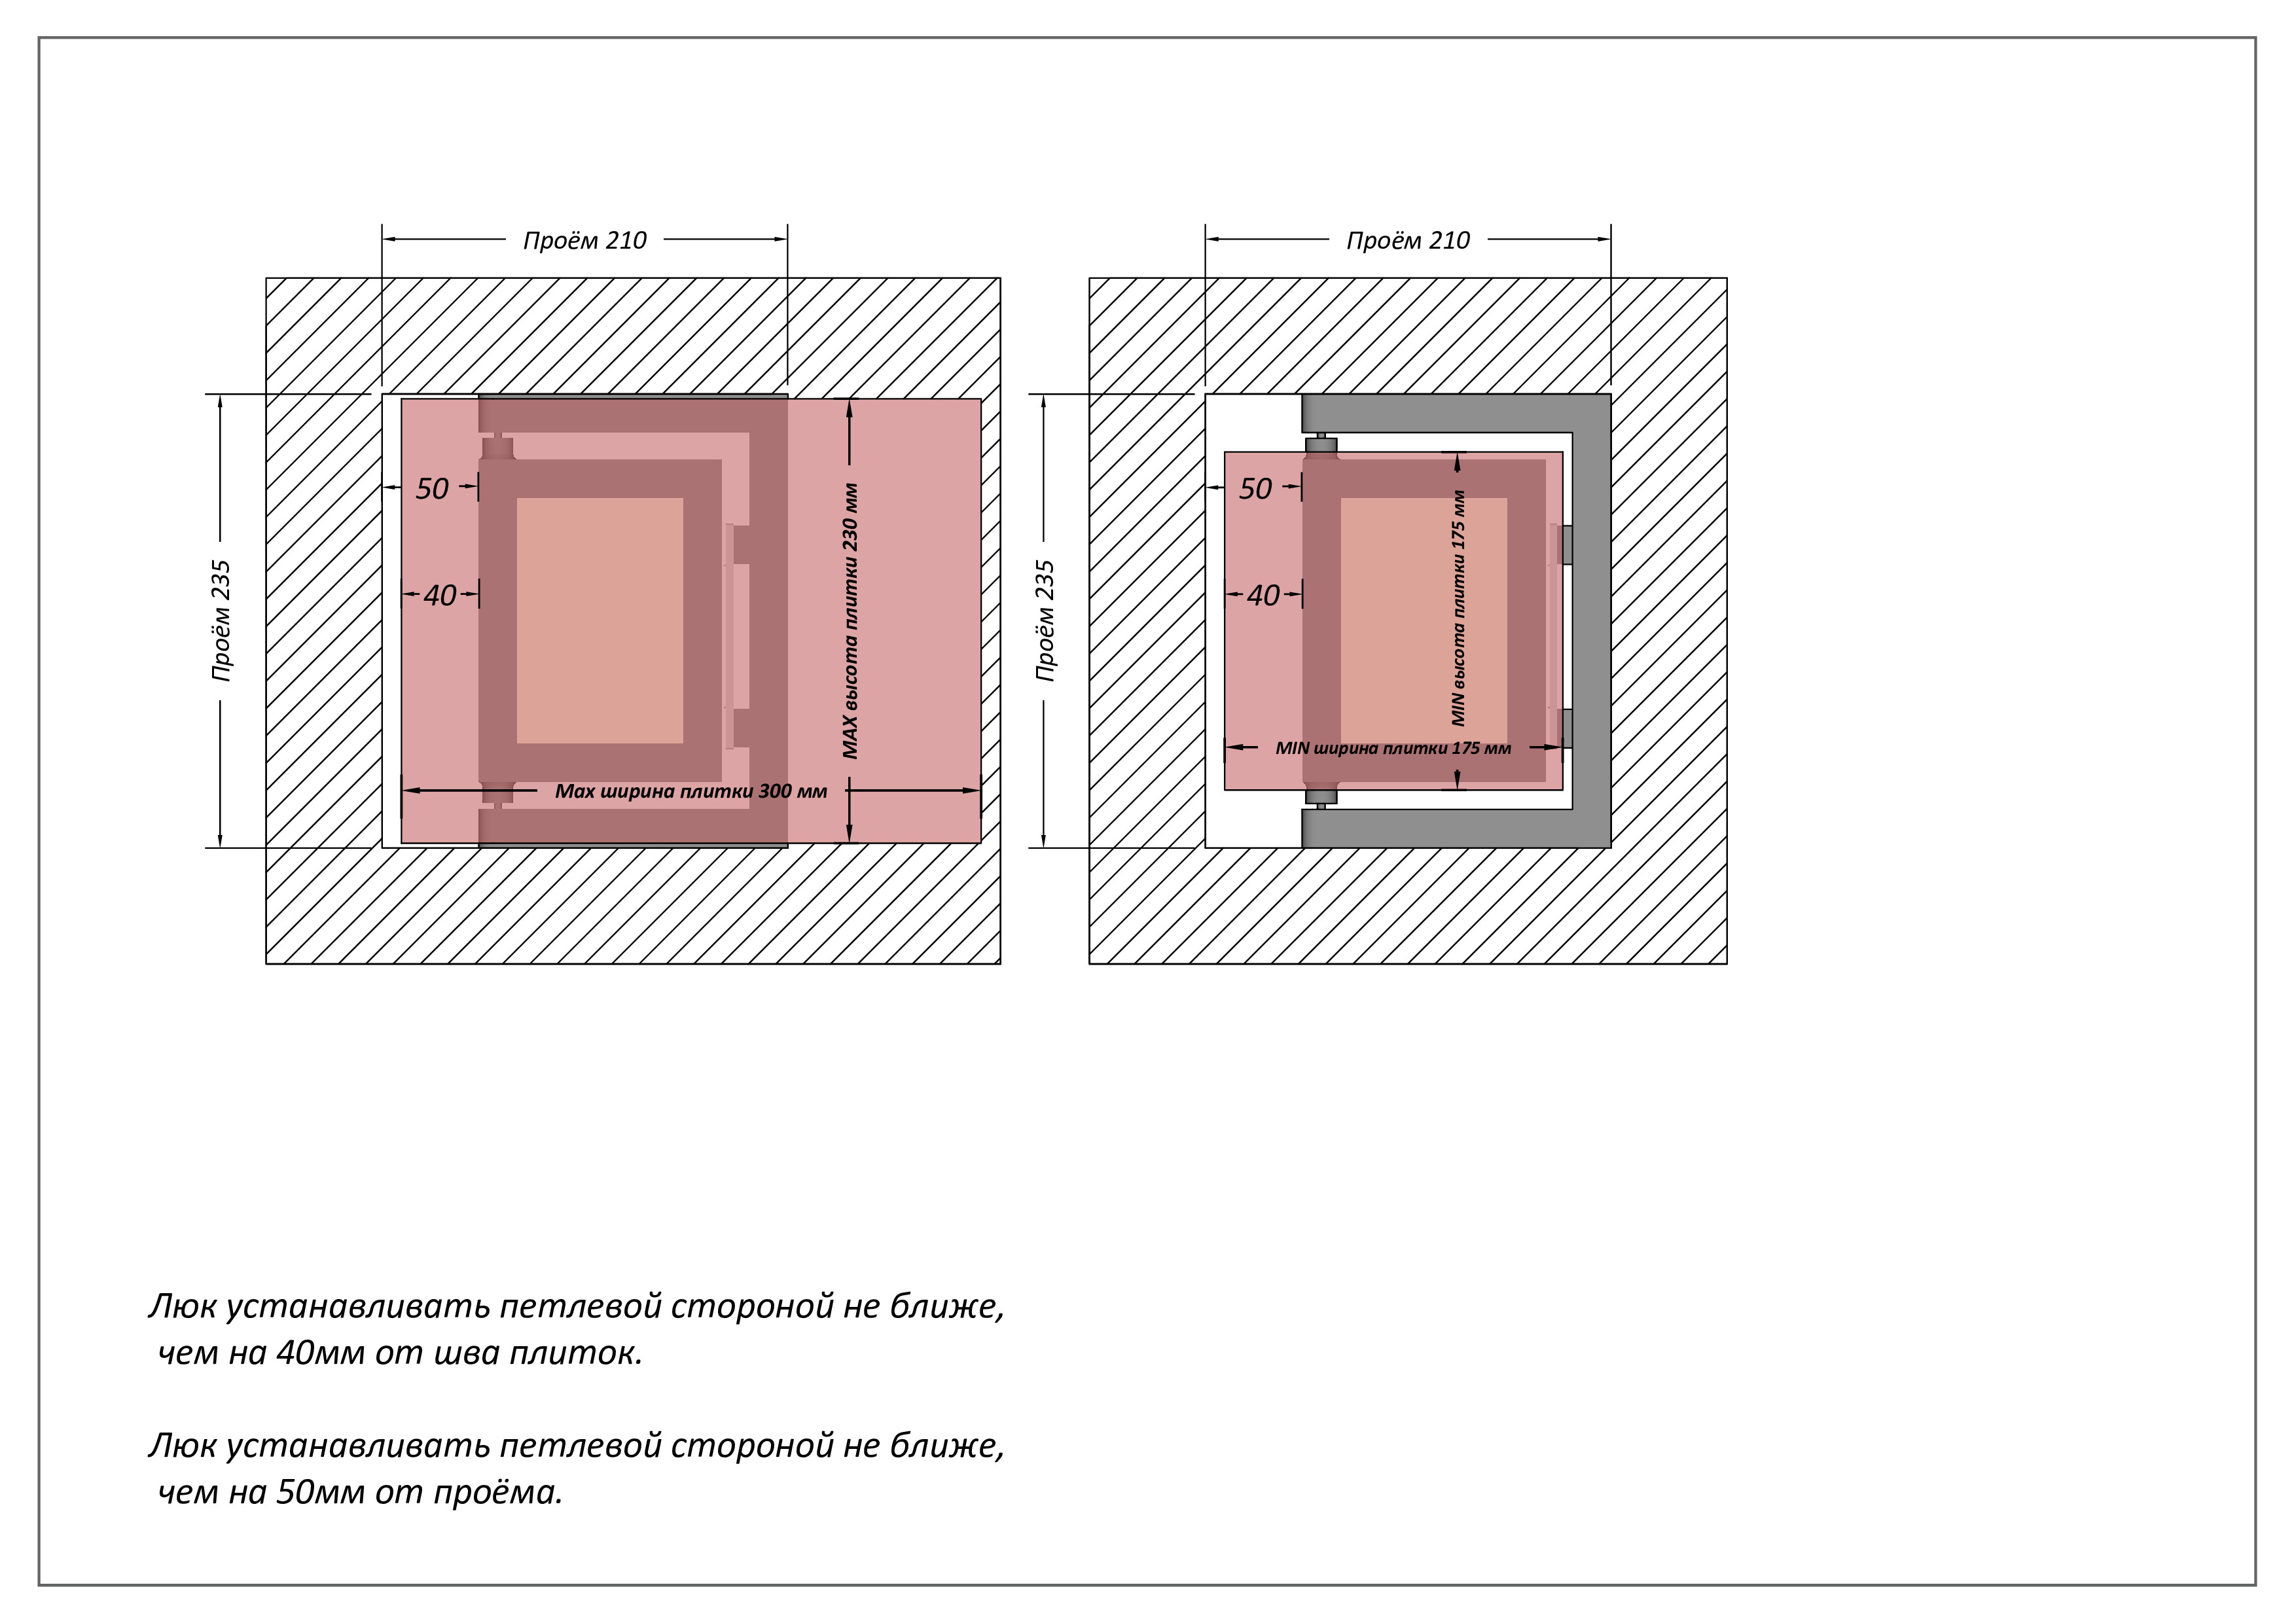 Проём 210
Проём 210
50
50
MAX высота плитки 230 мм
MIN высота плитки 175 мм
Проём 235
Проём 235
40
40
MIN ширина плитки 175 мм
Max ширина плитки 300 мм
Люк устанавливать петлевой стороной не ближе,
чем на 40мм от шва плиток.
Люк устанавливать петлевой стороной не ближе,
чем на 50мм от проёма.